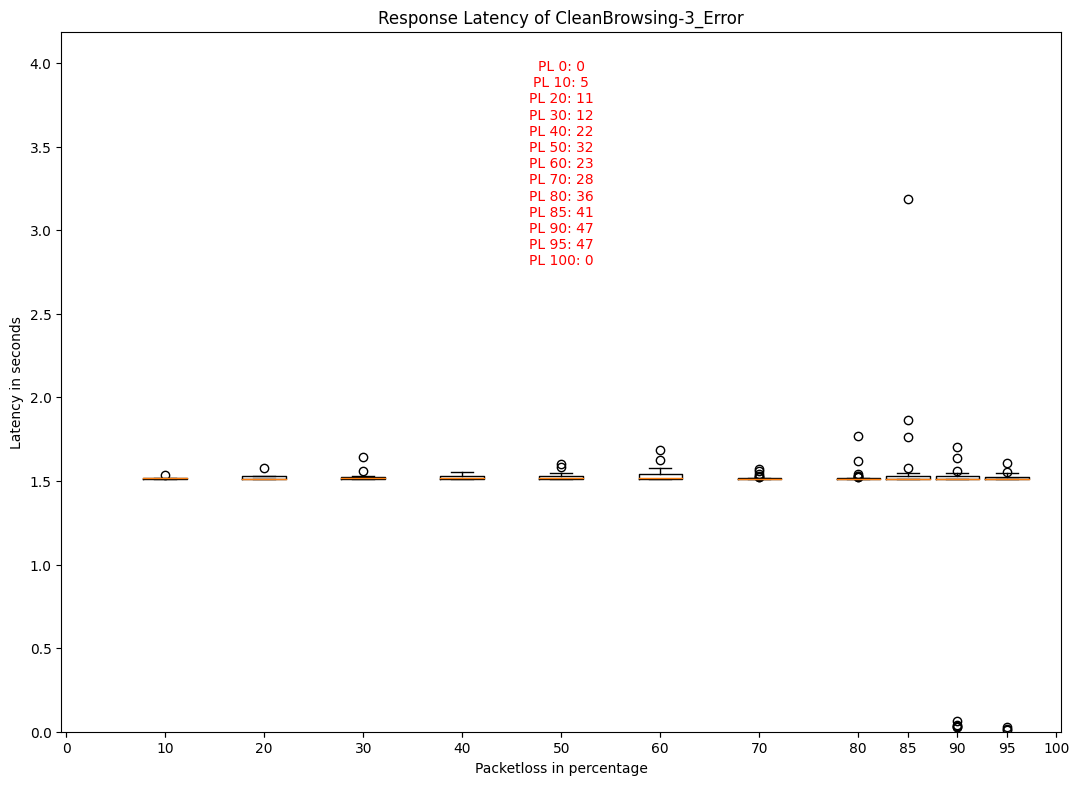 Response Latency of CleanBrowsing-3_Error
PL 0: 0
PL 10: 5
PL 20: 11
PL 30: 12
PL 40: 22
PL 50: 32
PL 60: 23
PL 70: 28
PL 80: 36
PL 85: 41
PL 90: 47
PL 95: 47
PL 100: 0
Latency in seconds
4.0
3.5
3.0
2.5
2.0
1.5
1.0
0.5
0.0
0 10 20 30 40 50 60 70 80 85 90 95 100
Packetloss in percentage